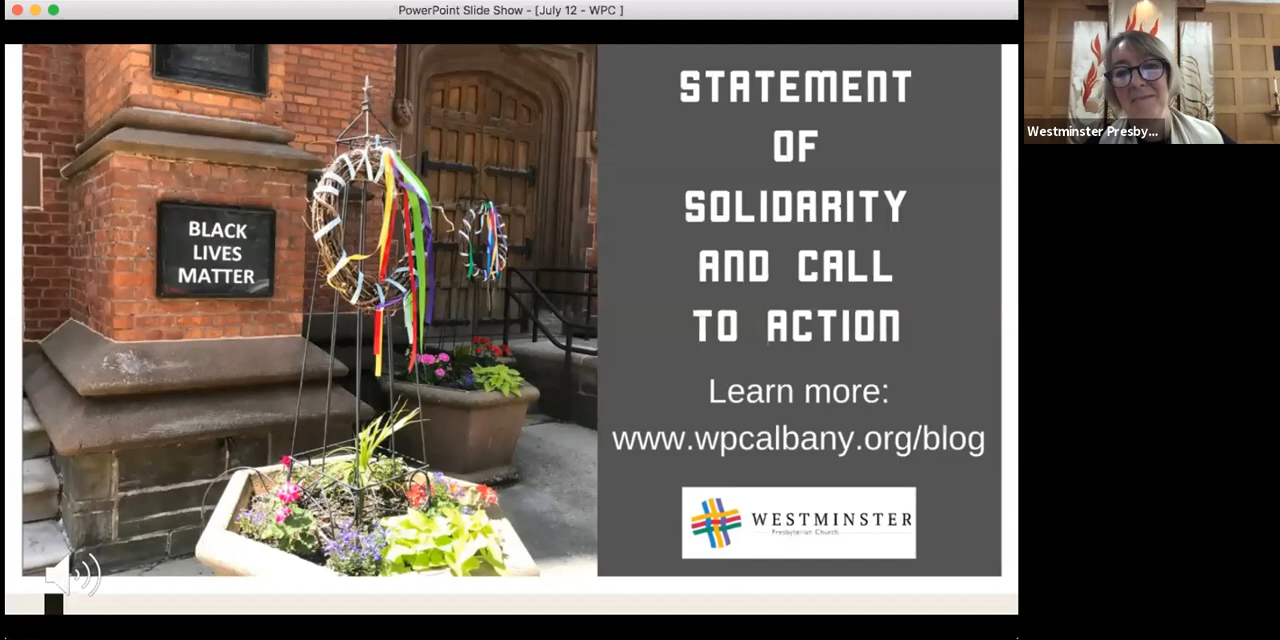 PowerPoint Slide Show - [July 12 - WPC ]
BLACK
LIVES
MATTER
STATEMENT
OF
SOLIDARITY
AND CALL
TO ACTION
Learn more:
www.wpcalbany.org/blog
WESTMINSTER
Presbyterian Church
Westminster Presby...